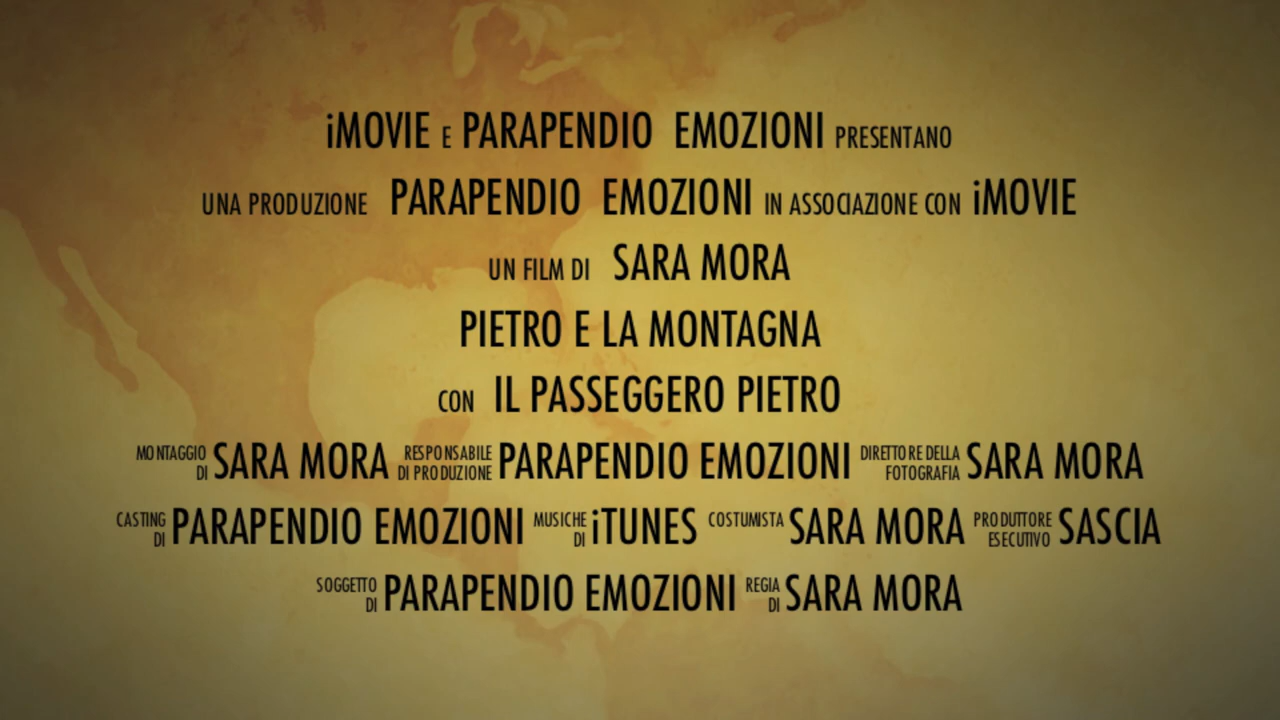 iMOVIE E PARAPENDIO EMOZIONI PRESENTANO
UNA PRODUZIONE PARAPENDIO EMOZIONI IN ASSOCIAZIONE CON iMOVIE
UN FILM DI SARA MORA
PIETRO E LA MONTAGNA
CON IL PASSEGGERO PIETRO
MONTAGGIO DI SARA MORA RESPONSABILE DI PRODUZIONE PARAPENDIO EMOZIONI DIRETTORE DELLA FOTOGRAFIA SARA MORA
CASTING DI PARAPENDIO EMOZIONI MUSICHE DI iTUNES COSTUMISTA SARA MORA PRODUTTORE ESECUTIVO SASCIA
SOGGETTO DI PARAPENDIO EMOZIONI REGIA DI SARA MORA